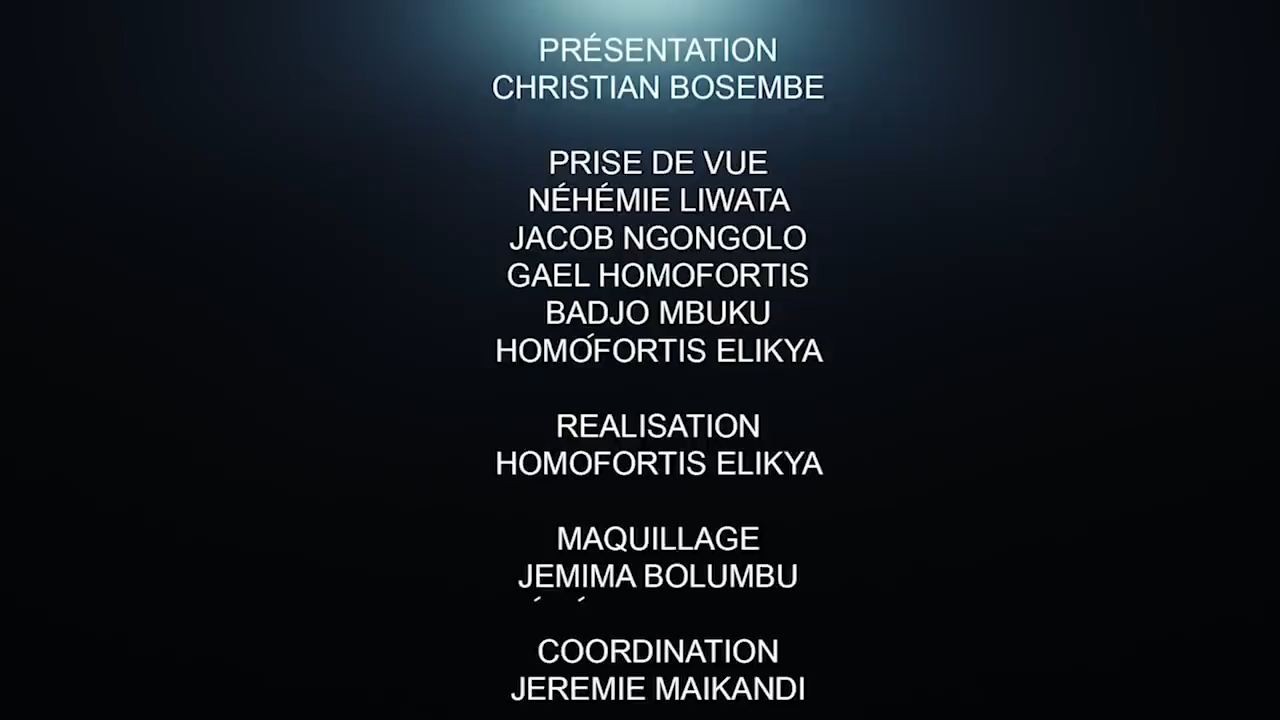 PRÉSENTATION
CHRISTIAN BOSEMBE
PRISE DE VUE
NÉHÉMIE LIWATA
JACOB NGONGOLO
GAEL HOMOFORTIS
BADJO MBUKU
HOMOFORTIS ELIKYA
REALISATION
HOMOFORTIS ELIKYA
MAQUILLAGE
JEMIMA BOLUMBU
COORDINATION
JEREMIE MAIKANDI